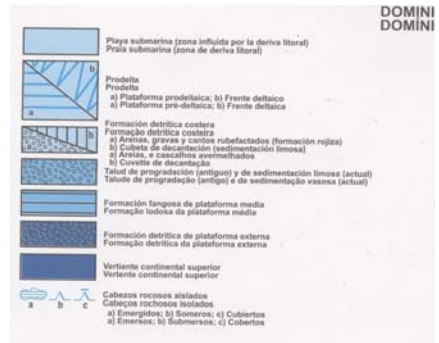 DOMINI
DOMÍNI
Playa submarina (zona influida por la deriva litoral)
Praia submarina (zona de deriva litoral)
b
a
Prodelta
Prodelta
a) Plataforma prodeltaica; b) Frente deltaico
a) Plataforma pré-deltaica; b) Frente deltaica
Formación detrítica costera
Formação detrítica costeira
a) Arenas, gravas y cantos rubefactados (formación rojiza)
b) Cubeta de decantación (sedimentación limosa)
a) Areias, e cascalhos avermelhados
b) Cuvette de decantação
b
a
Talud de progradación (antiguo) y de sedimentación limosa (actual)
Talude de progradação (antigo) e de sedimentação vasosa (actual)
Formación fangosa de plataforma media
Formação lodosa da plataforma média
Formación detrítica de plataforma externa
Formação detrítica da plataforma externa
Vertiente continental superior
Vertente continental superior
Cabezos rocosos aislados
Cabeços rochosos isolados
a b c
a) Emergidos; b) Someros; c) Cubiertos
a) Emersos; b) Submersos; c) Cobertos